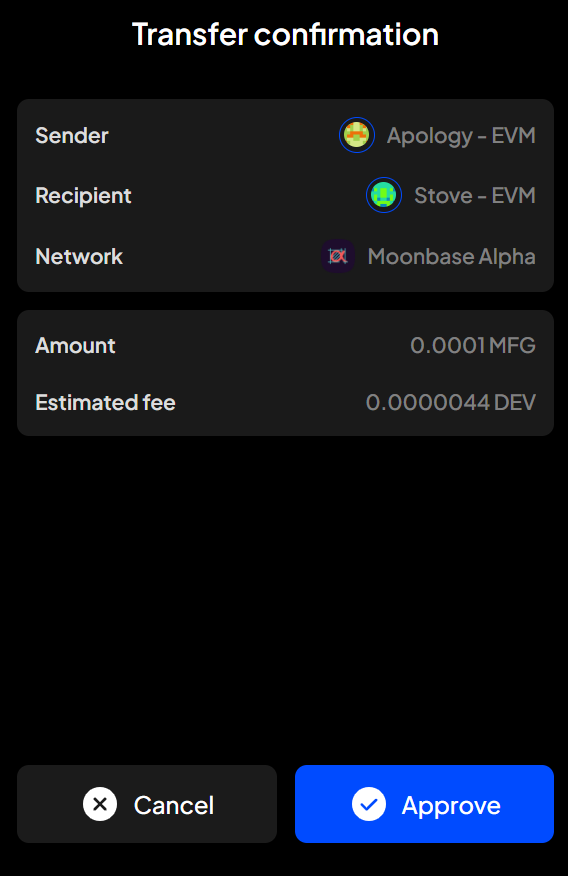 Transfer confirmation
Sender Apology - EVM
Recipient Stove - EVM
Network Moonbase Alpha
Amount 0.0001 MFG
Estimated fee 0.0000044 DEV
Cancel Approve